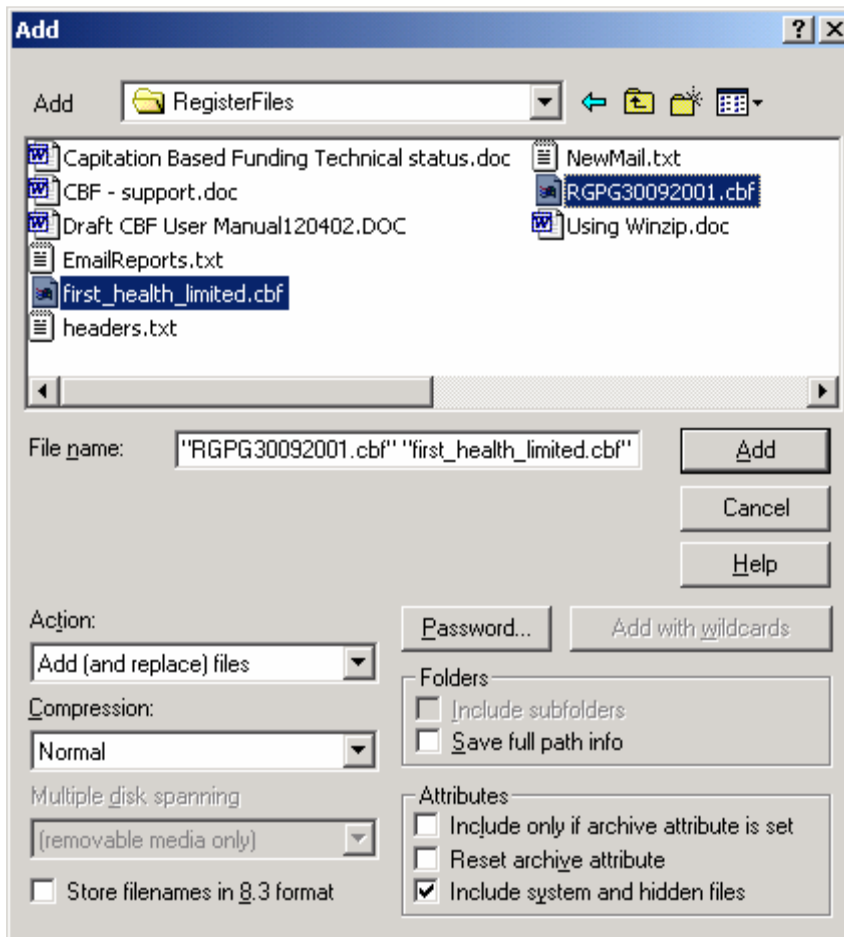 Add
Add RegisterFiles
Capitation Based Funding Technical status.doc
CBF - support.doc
Draft CBF User Manual120402.DOC
EmailReports.txt
first_health_limited.cbf
headers.txt
NewMail.txt
RGPG30092001.cbf
Using Winzip.doc
File name: "RGPG30092001.cbf" "first_health_limited.cbf"
Add
Cancel
Help
Action:
Add (and replace) files
Compression:
Normal
Multiple disk spanning
(removable media only)
Store filenames in 8.3 format
Password...
Add with wildcards
Folders
Include subfolders
Save full path info
Attributes
Include only if archive attribute is set
Reset archive attribute
Include system and hidden files